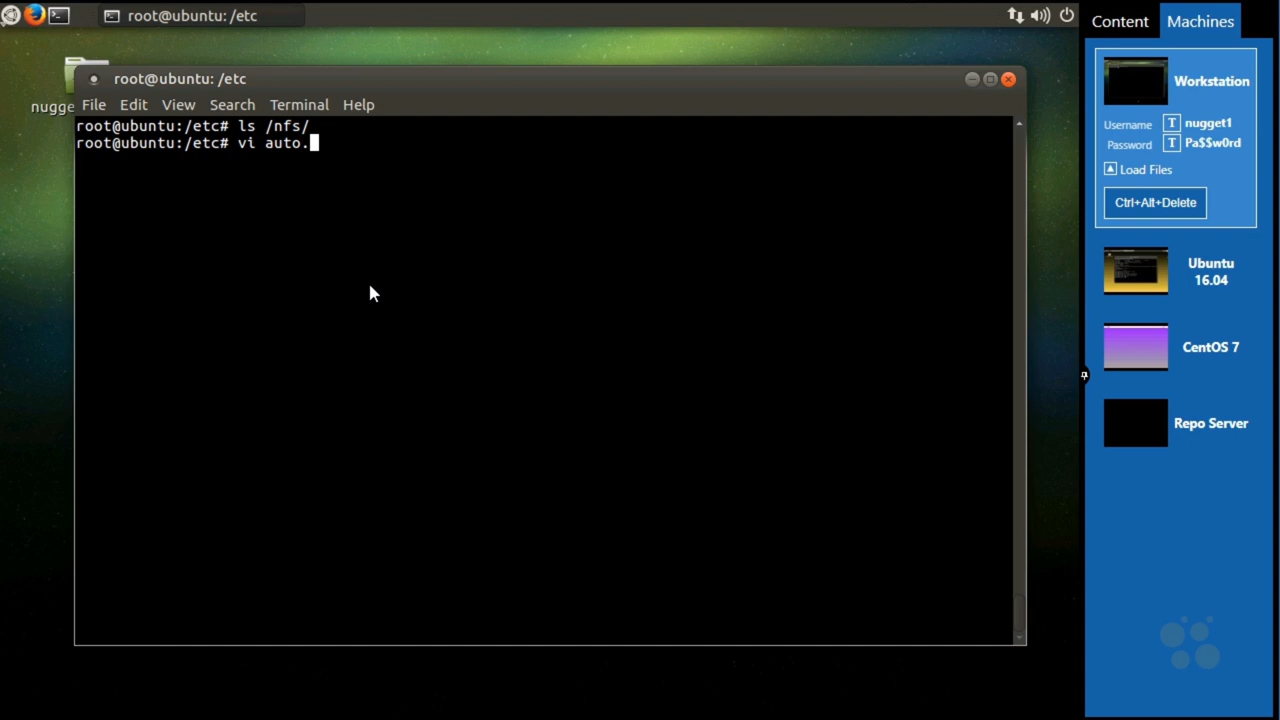 root@ubuntu: /etc
Content
Machines
nugge
root@ubuntu: /etc
File Edit View Search Terminal Help
root@ubuntu:/etc# ls /nfs/
root@ubuntu:/etc# vi auto.
Workstation
Username T nugget1
Password T Pa$$w0rd
Load Files
Ctrl+Alt+Delete
Ubuntu
16.04
CentOS 7
Repo Server